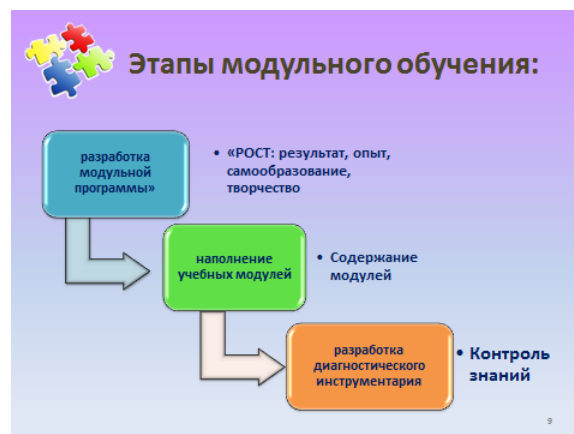 Этапы модульного обучения:
разработка
модульной
программы»
• «РОСТ: результат, опыт,
самообразование,
творчество
наполнение
учебных модулей
• Содержание
модулей
разработка
диагностического
инструментария
• Контроль
знаний
9